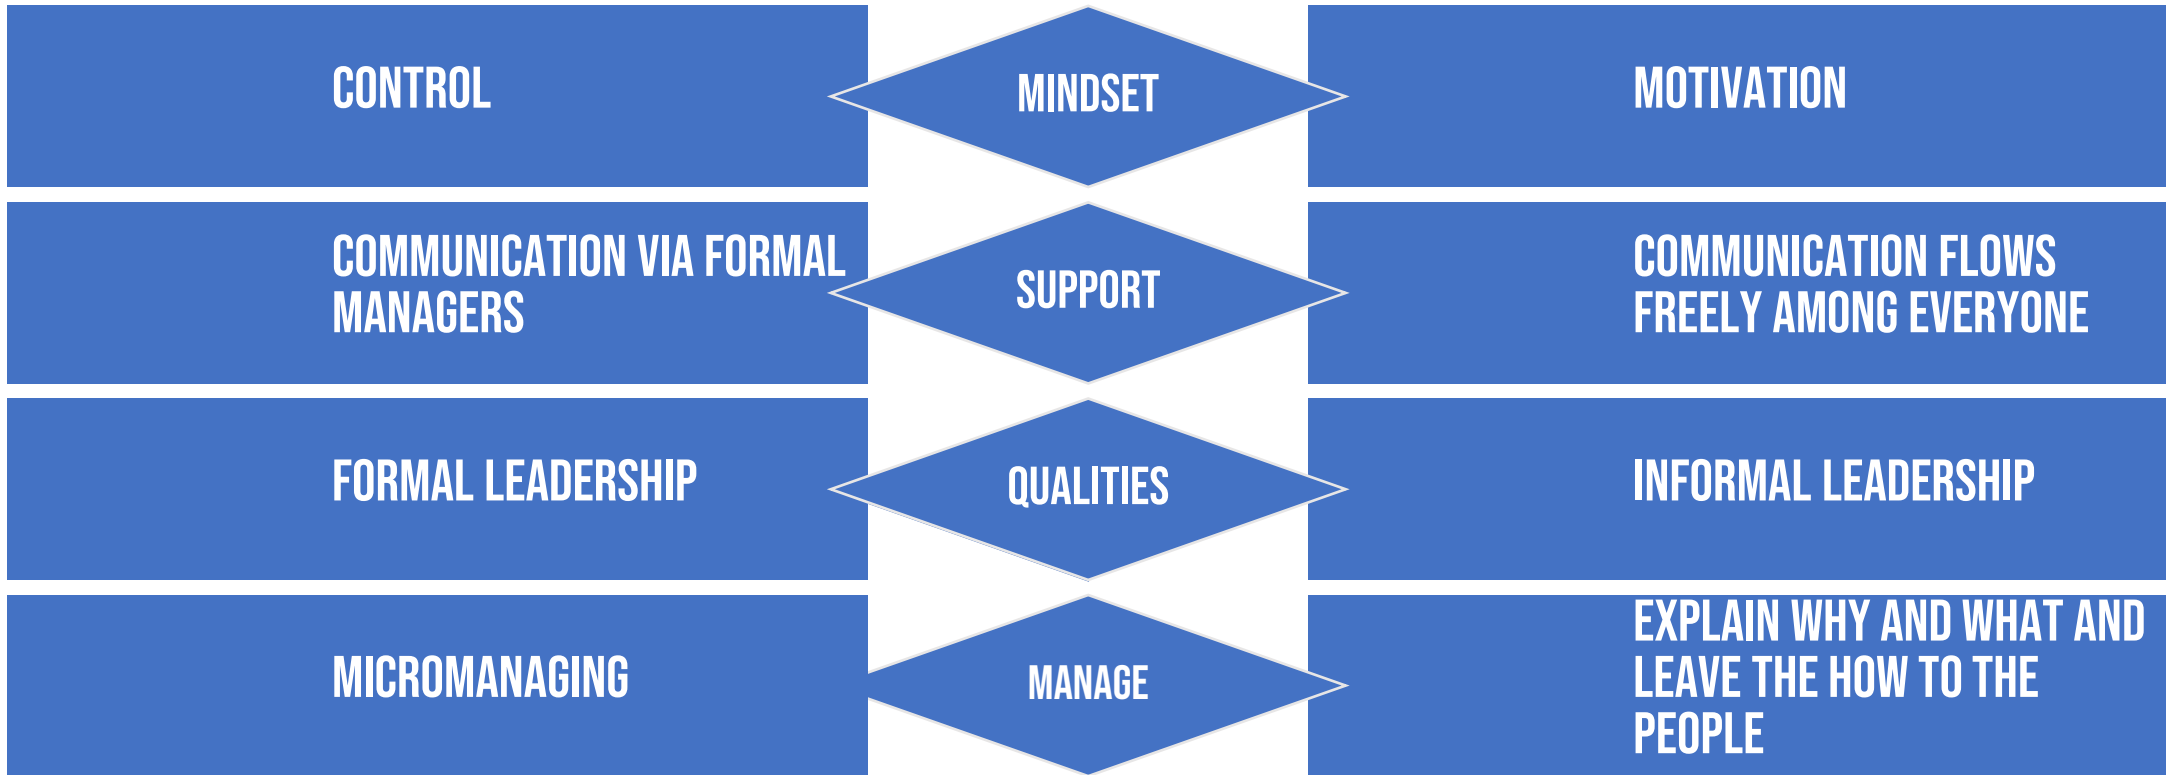 CONTROL
MINDSET
MOTIVATION
COMMUNICATION VIA FORMAL
MANAGERS
SUPPORT
COMMUNICATION FLOWS
FREELY AMONG EVERYONE
FORMAL LEADERSHIP
QUALITIES
INFORMAL LEADERSHIP
MICROMANAGING
MANAGE
EXPLAIN WHY AND WHAT AND
LEAVE THE HOW TO THE
PEOPLE